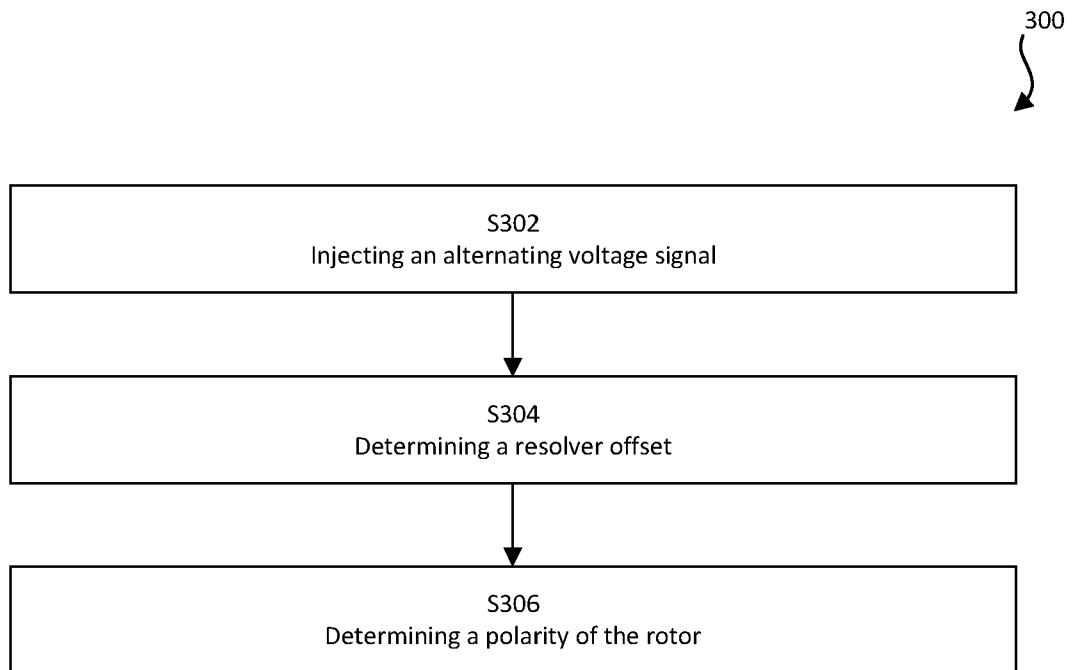 300
S302
Injecting an alternating voltage signal
S304
Determining a resolver offset
S306
Determining a polarity of the rotor